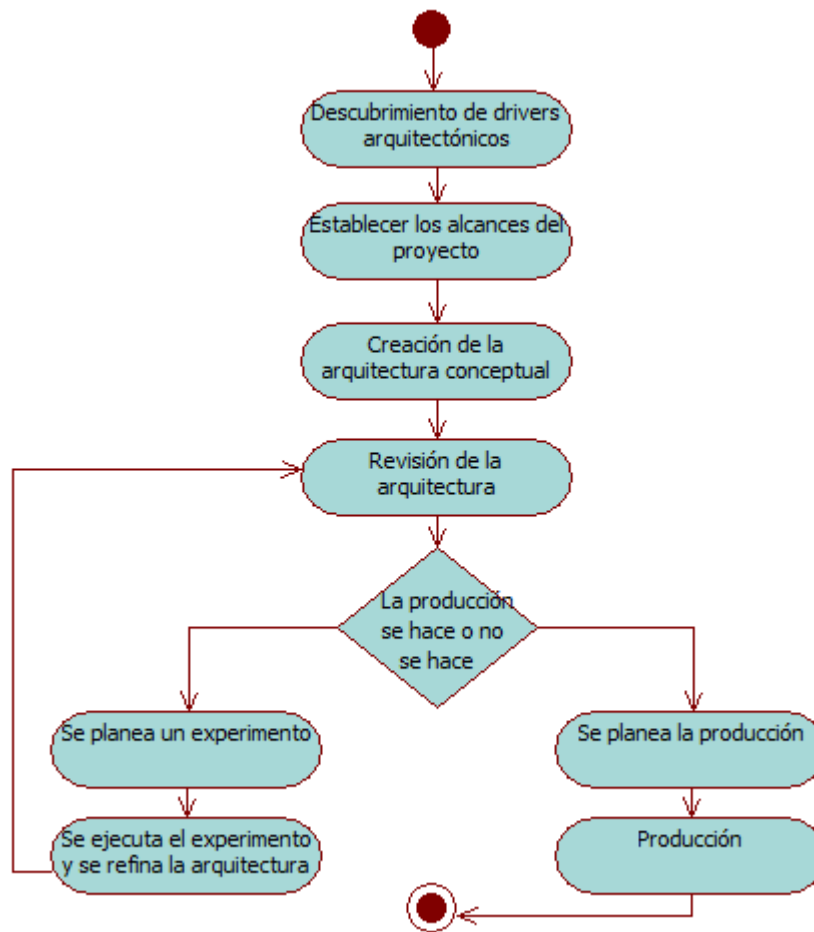 Descubrimiento de drivers
arquitectónicos
Establecer los alcances del
proyecto
Creación de la
arquitectura conceptual
Revisión de la
arquitectura
La producción
se hace o no
se hace
Se planea un experimento
Se planea la producción
Se ejecuta el experimento
y se refina la arquitectura
Producción